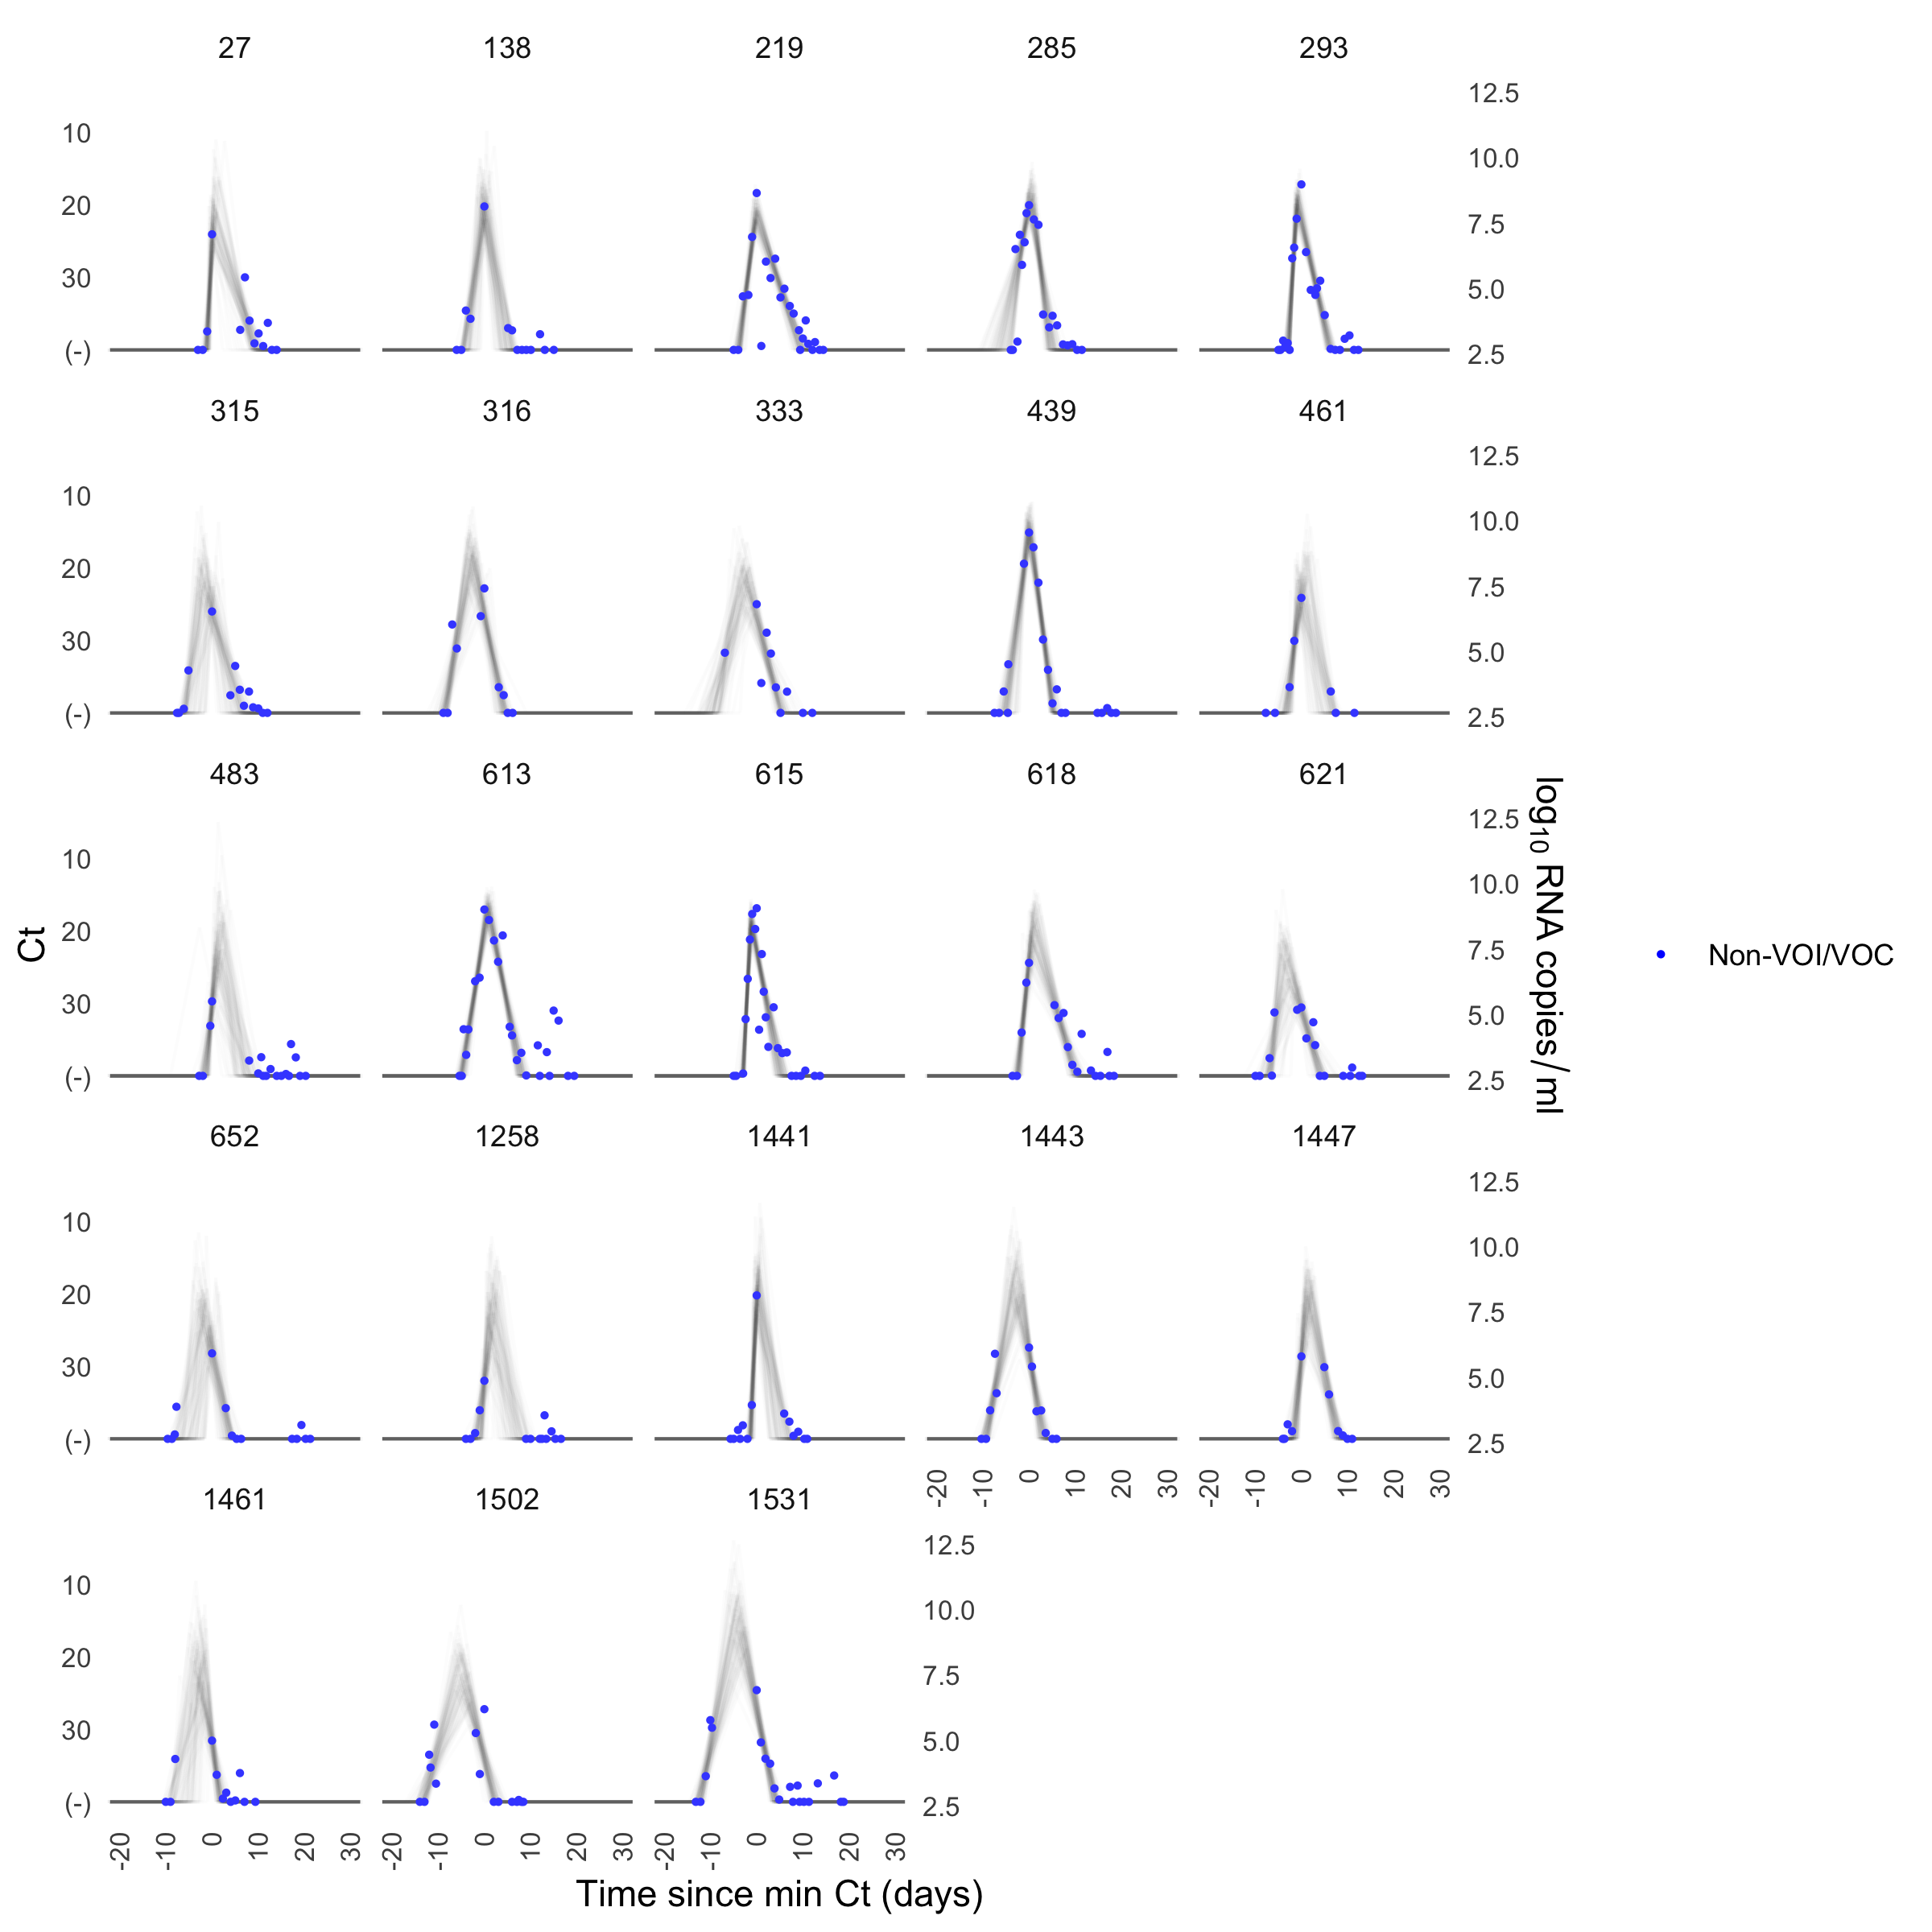 27 138 219 285 293
12.5
10 10.0
20 7.5
30 5.0
(-) 2.5
315 316 333 439 461
12.5
10 10.0
20 7.5
30 5.0
(-) 2.5
483 613 615 618 621
12.5
10 10.0
Ct 20 7.5 log10 RNA copies/ml Non-VOI/VOC
30 5.0
(-) 2.5
652 1258 1441 1443 1447
12.5
10 10.0
20 7.5
30 5.0
(-) 2.5
-20 -10 0 10 20 30 -20 -10 0 10 20 30
1461 1502 1531
12.5
10 10.0
20 7.5
30 5.0
(-) 2.5
-20 -10 0 10 20 30 -20 -10 0 10 20 30 -20 -10 0 10 20 30
Time since min Ct (days)